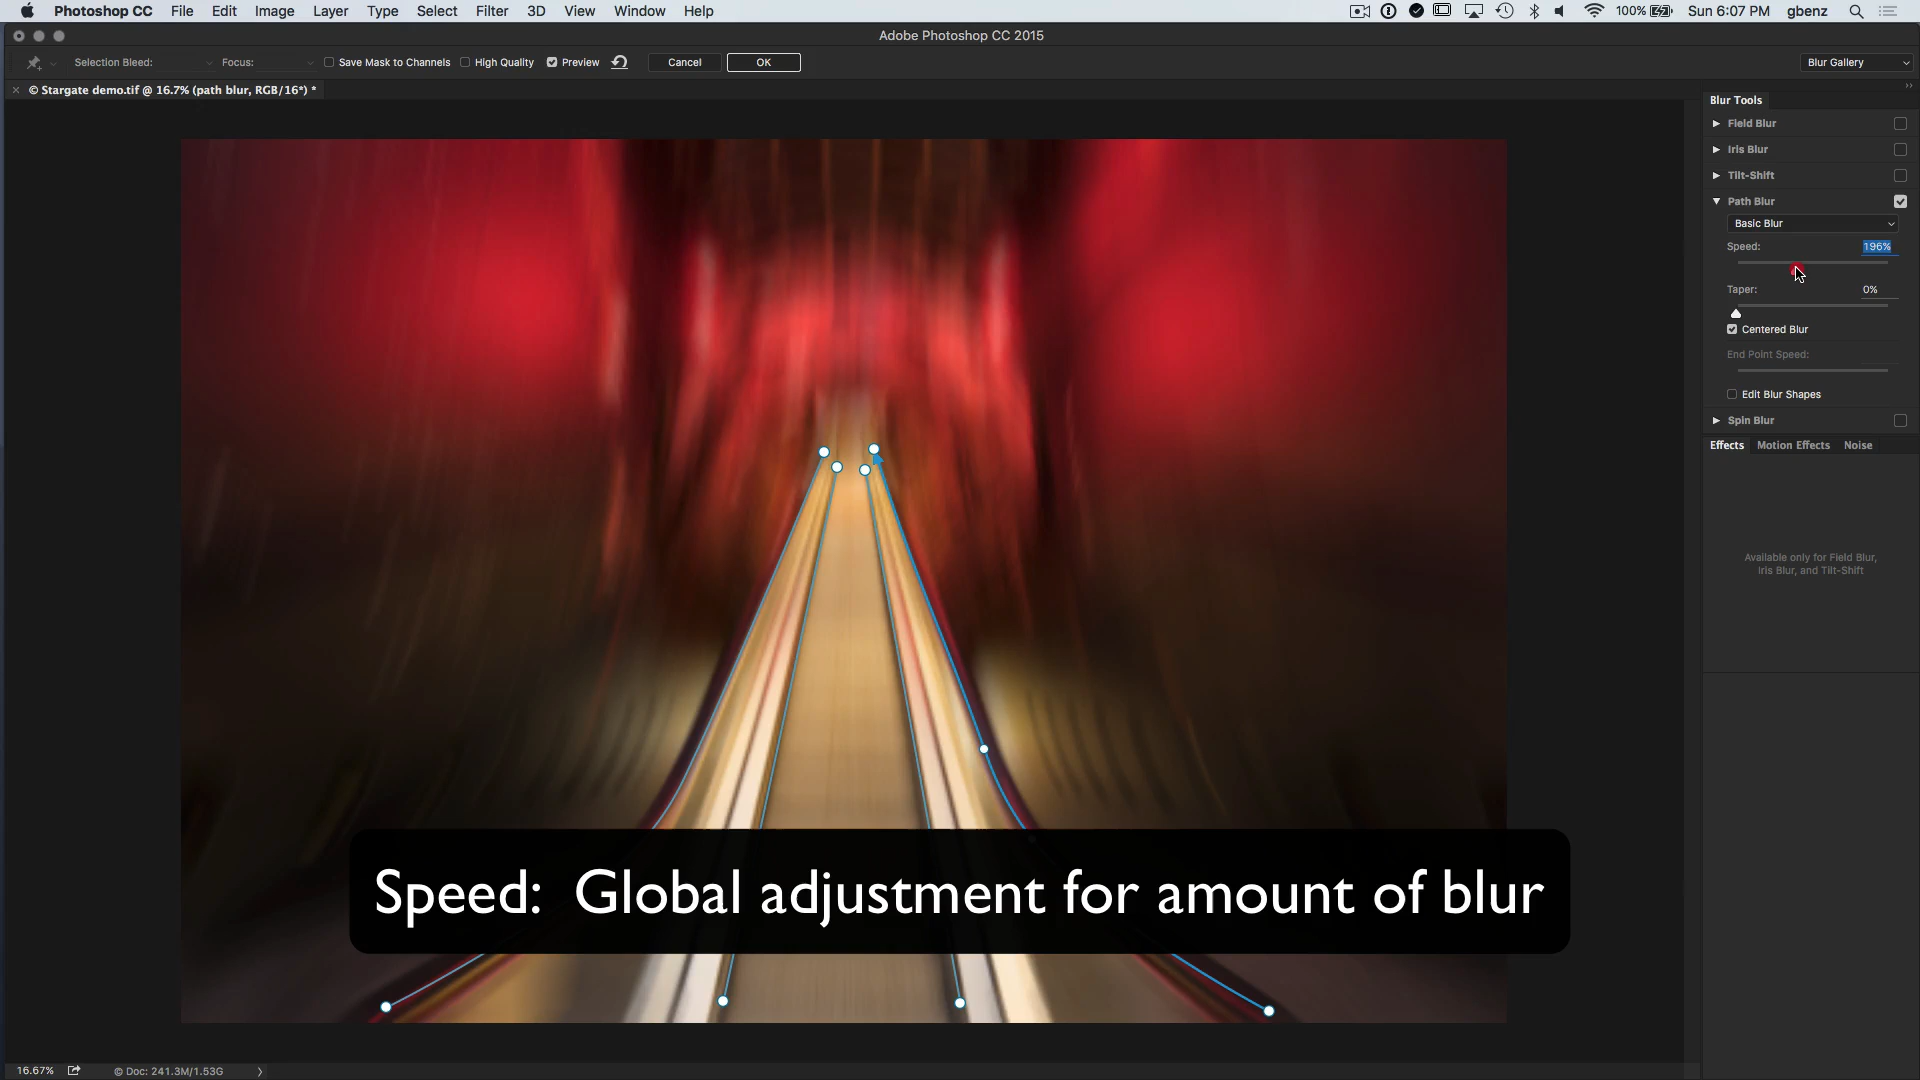 Photoshop CC File Edit Image Layer Type Select Filter 3D View Window Help 100% Sun 6:07 PM gbenz
Adobe Photoshop CC 2015
Selection Bleed: Focus: Save Mask to Channels High Quality Preview Cancel OK Blur Gallery
© Stargate demo.tif @ 16.7% (path blur, RGB/16*) *
Blur Tools
Field Blur
Iris Blur
Tilt-Shift
Path Blur
Basic Blur
Speed: 196%
Taper: 0%
Centered Blur
End Point Speed:
Edit Blur Shapes
Spin Blur
Effects Motion Effects Noise
Available only for Field Blur,
Iris Blur, and Tilt-Shift
Speed: Global adjustment for amount of blur
16.67% © Doc: 241.3M/1.53G